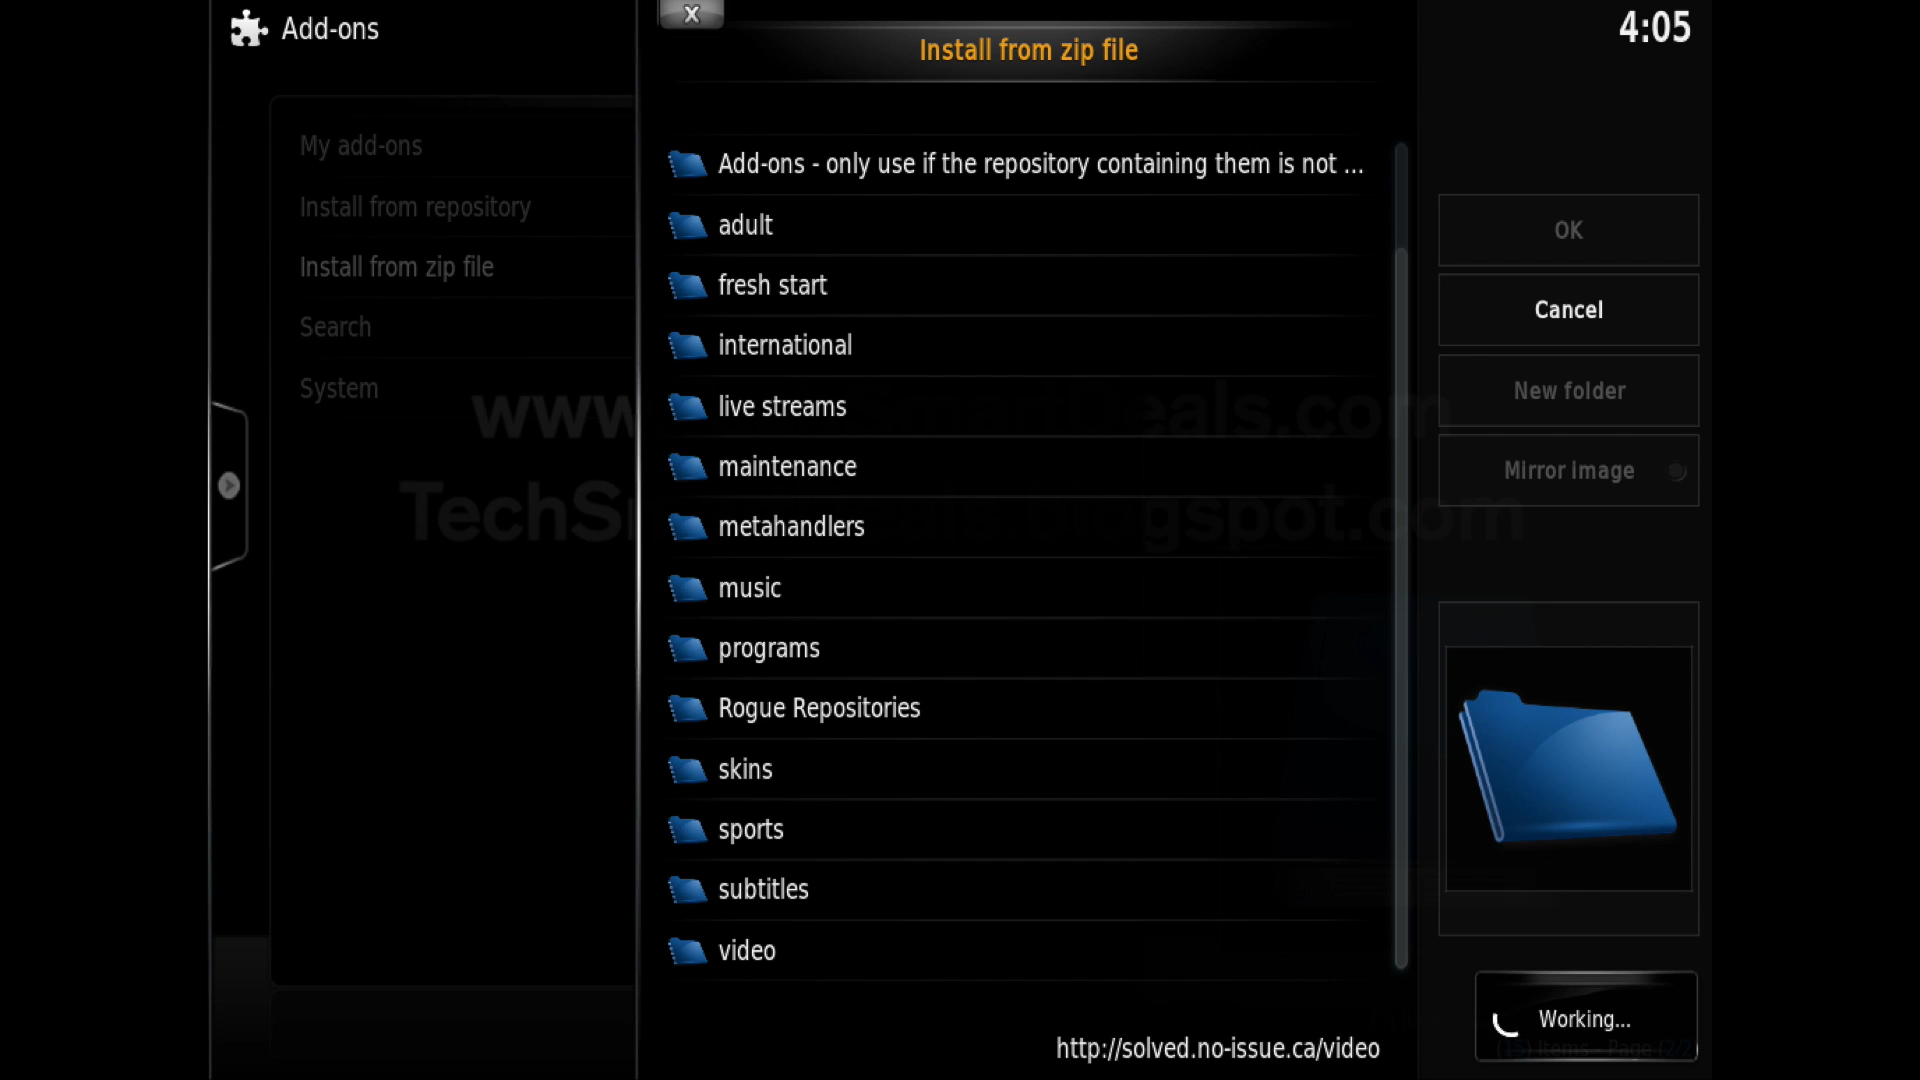 Add-ons
X
Install from zip file
4:05
My add-ons
Install from repository
Install from zip file
Search
System
Add-ons - only use if the repository containing them is not ...
adult
fresh start
international
live streams
maintenance
metahandlers
music
programs
Rogue Repositories
skins
sports
subtitles
video
OK
Cancel
New folder
Mirror Image
Working...
http://solved.no-issue.ca/video